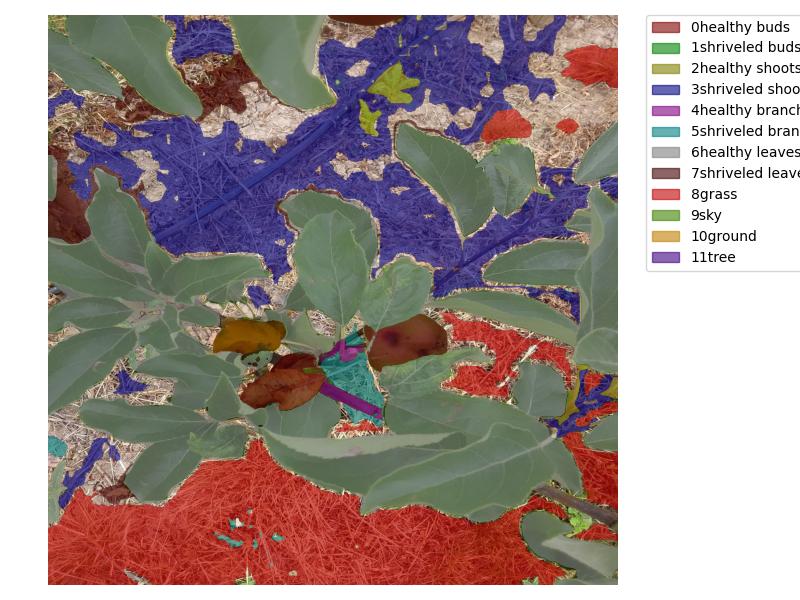 0healthy buds
1shriveled buds
2healthy shoots
3shriveled shoo
4healthy branch
5shriveled bran
6healthy leaves
7shriveled leave
8grass
9sky
10ground
11tree